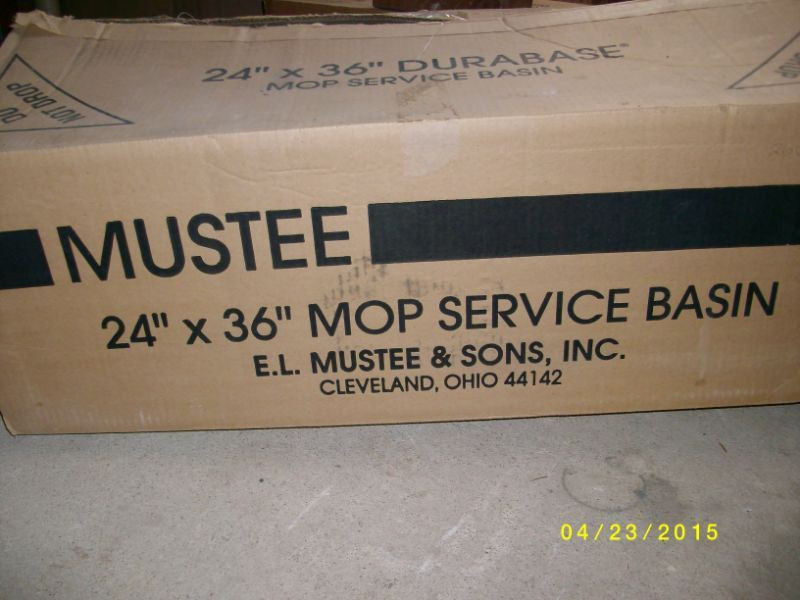 24" x 36" DURABASE®
MOP SERVICE BASIN
DO
NOT DROP
MUSTEE
24" x 36" MOP SERVICE BASIN
E.L. MUSTEE & SONS, INC.
CLEVELAND, OHIO 44142
04/23/2015